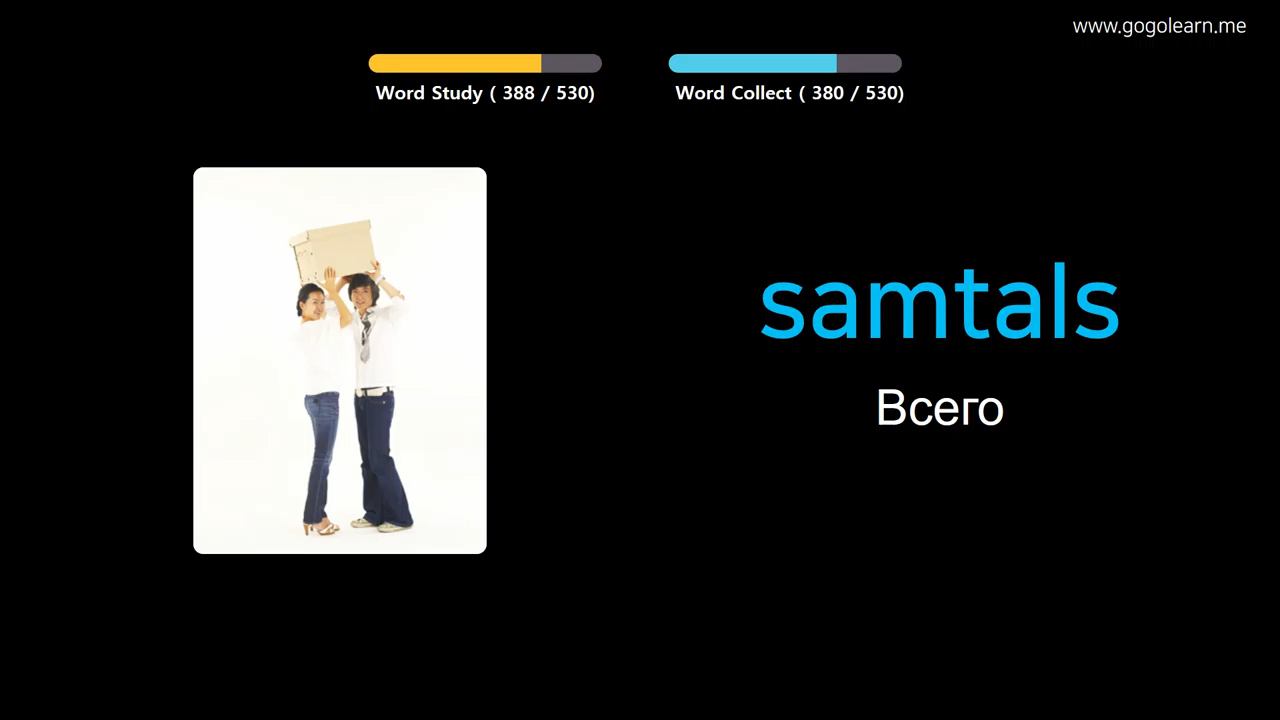 www.gogolearn.me
Word Study ( 388 / 530)
Word Collect ( 380 / 530)
samtals
Всего